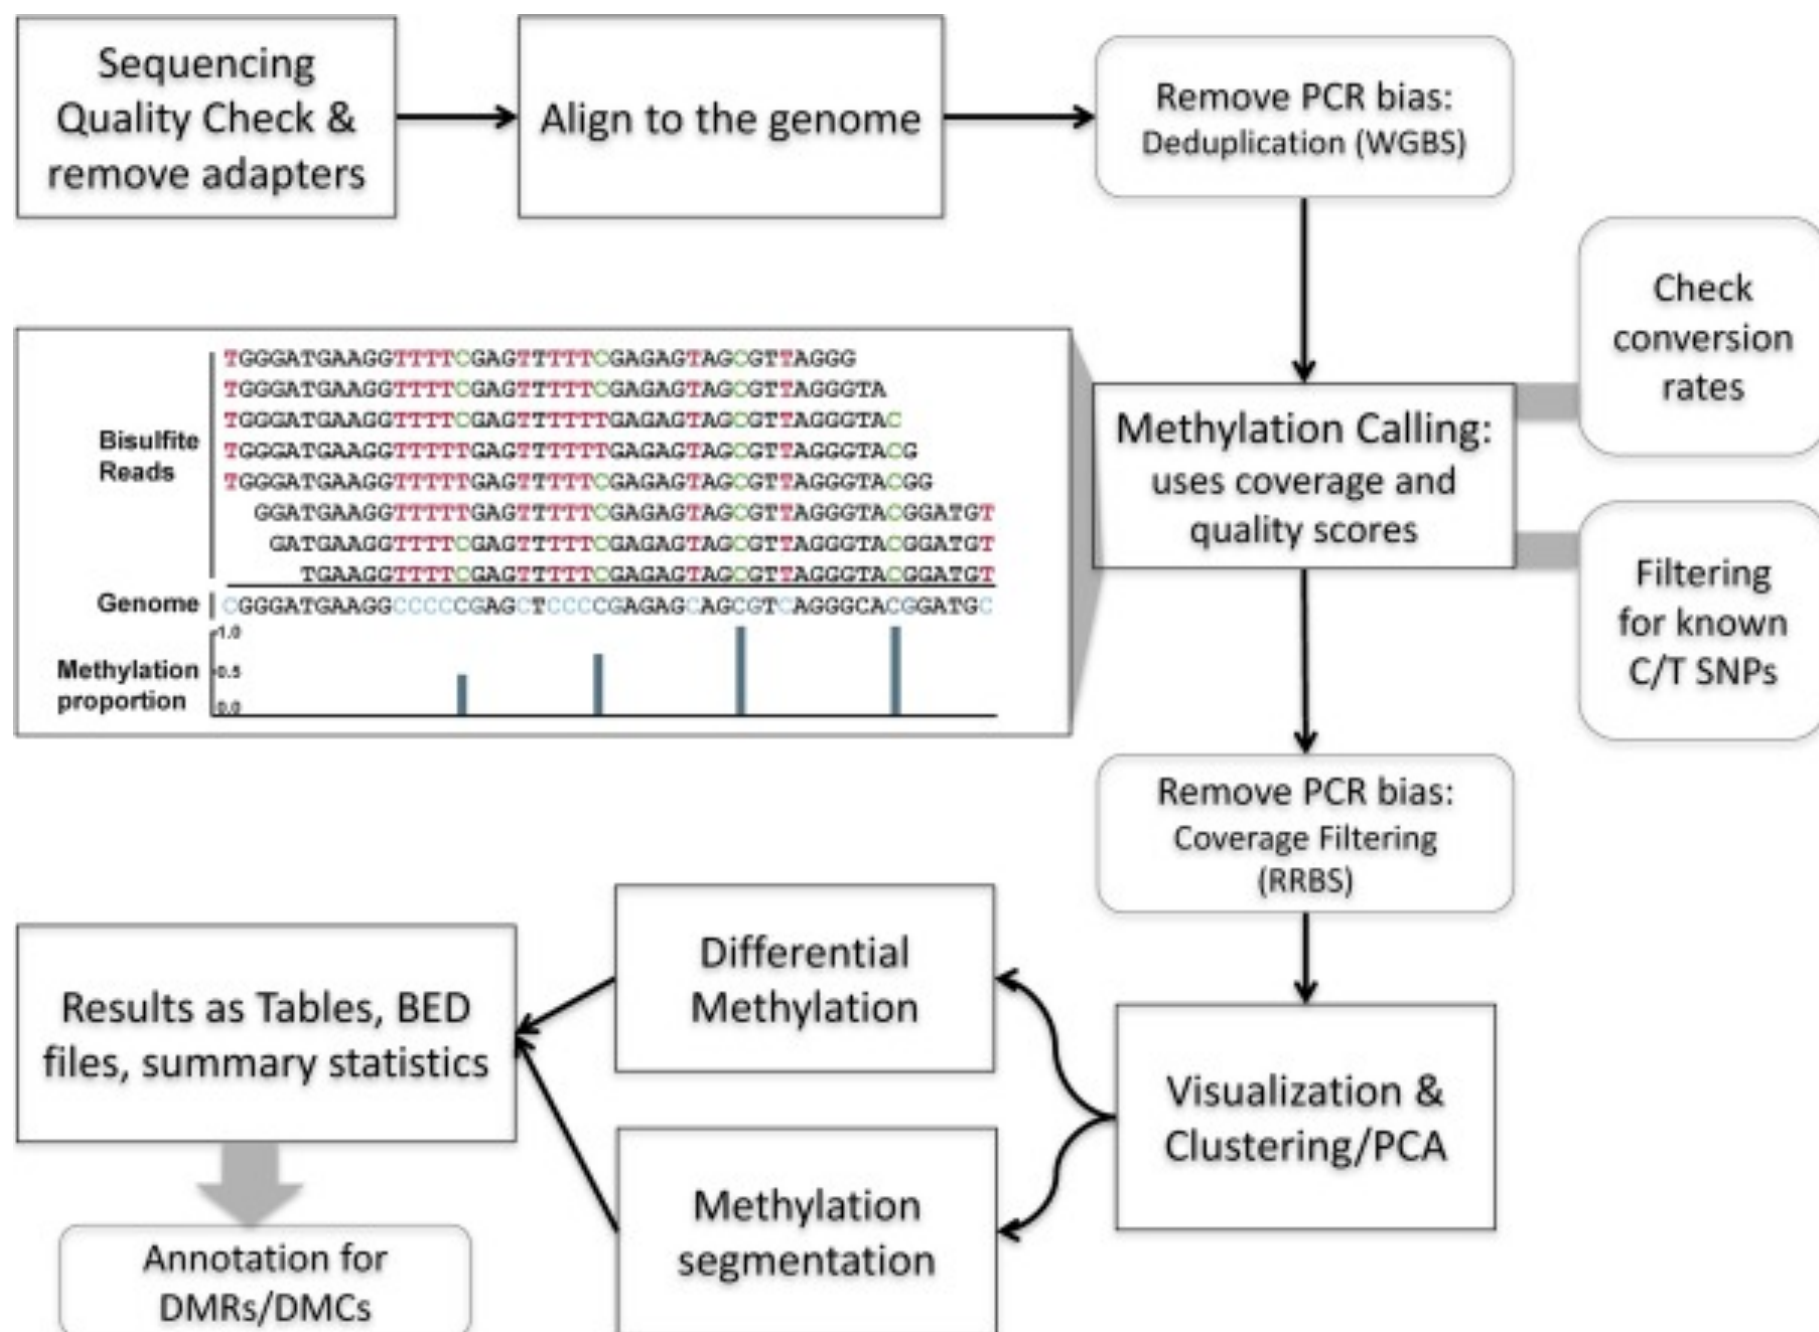 Sequencing
Quality Check &
remove adapters
Align to the genome
Remove PCR bias:
Deduplication (WGBS)
Check
conversion
rates
Methylation Calling:
uses coverage and
quality scores
Filtering
for known
C/T SNPs
Bisulfite
Reads
TGGGATGAAGGTTTTCGAGTTTTTCGAGAGTAGCGTTAGGG
TGGGATGAAGGTTTTCGAGTTTTTCGAGAGTAGCGTTAGGGTA
TGGGATGAAGGTTTTCGAGTTTTTTGAGAGTAGCGTTAGGGTAC
TGGGATGAAGGTTTTTGAGTTTTTTGAGAGTAGCGTTAGGGTACG
TGGGATGAAGGTTTTTGAGTTTTTCGAGAGTAGCGTTAGGGTACGG
GGATGAAGGTTTTTGAGTTTTTCGAGAGTAGCGTTAGGGTACGGATGT
GATGAAGGTTTTCGAGTTTTTCGAGAGTAGCGTTAGGGTACGGATGT
TGAAGGTTTTCGAGTTTTTCGAGAGTAGCGTTAGGGTACGGATGT
Genome
CGGGATGAAGGCCCCCGAGCTCCCCGAGAGCAGCGTCAGGGCACGGATGC
Methylation
proportion
1.0
0.5
0.0
Remove PCR bias:
Coverage Filtering
(RRBS)
Visualization &
Clustering/PCA
Differential
Methylation
Methylation
segmentation
Results as Tables, BED
files, summary statistics
Annotation for
DMRs/DMCs